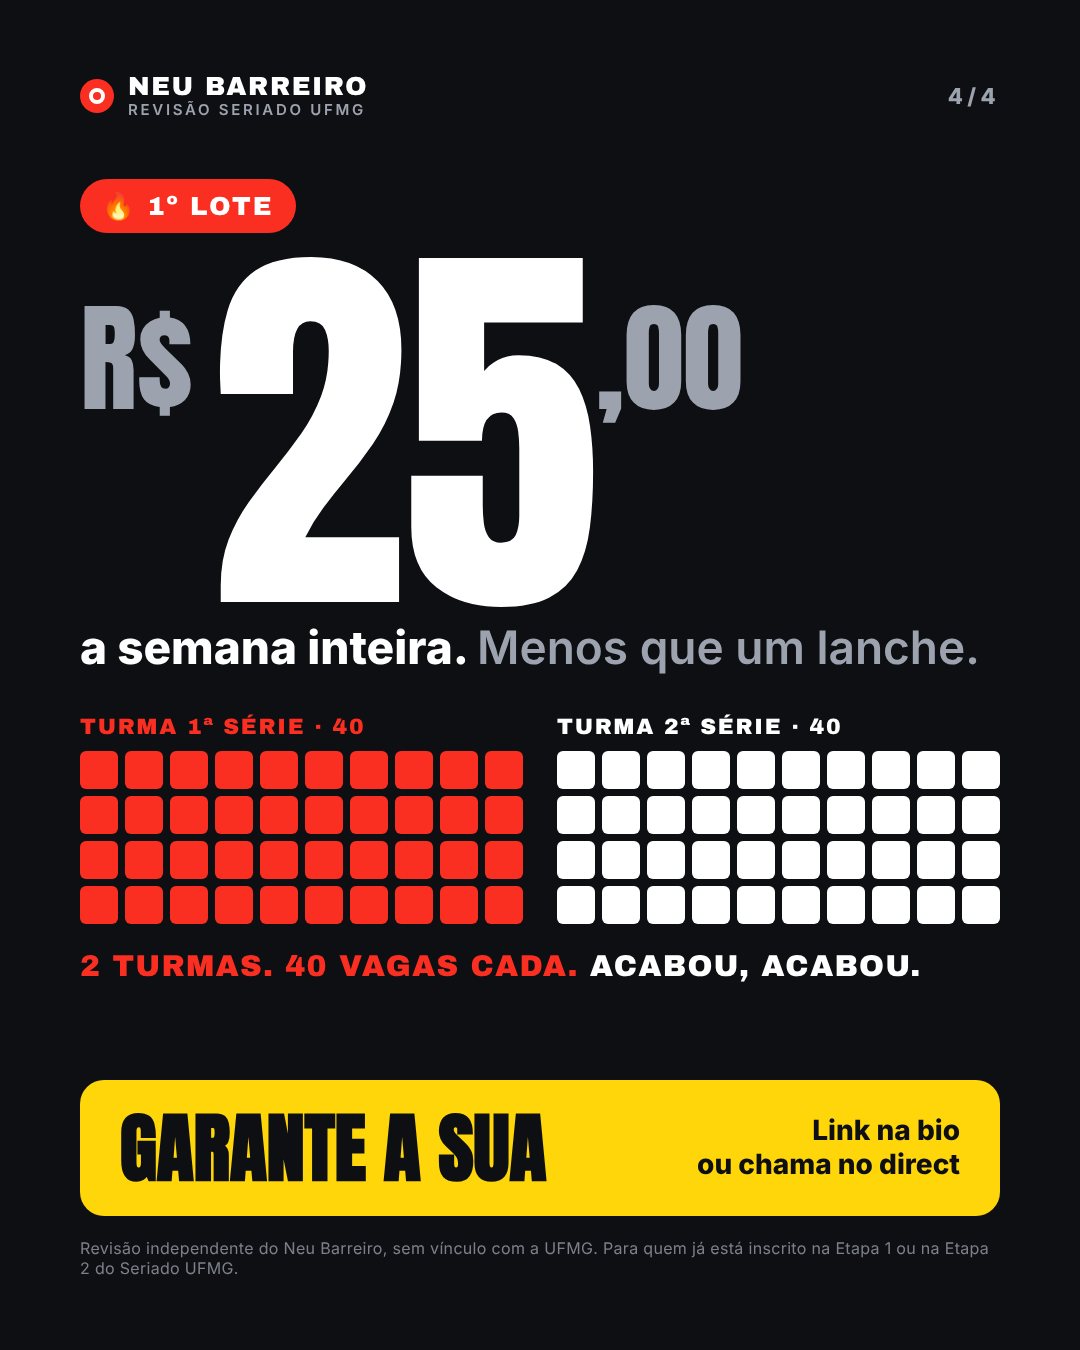 NEU BARREIRO
REVISÃO SERIADO UFMG
4/4
🔥 1º LOTE
R$ 25,00
a semana inteira. Menos que um lanche.
TURMA 1ª SÉRIE · 40
TURMA 2ª SÉRIE · 40
2 TURMAS. 40 VAGAS CADA. ACABOU, ACABOU.
GARANTE A SUA
Link na bio
ou chama no direct
Revisão independente do Neu Barreiro, sem vínculo com a UFMG. Para quem já está inscrito na Etapa 1 ou na Etapa
2 do Seriado UFMG.